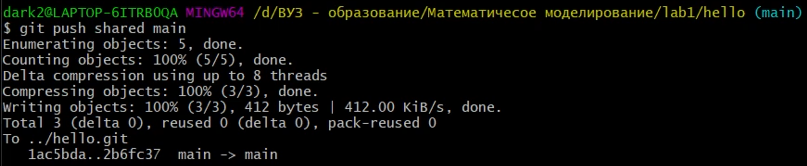 dark2@LAPTOP-6ITRB0QA MINGW64 /d/ВУЗ - образование/Математичесое моделирование/lab1/hello (main)
$ git push shared main
Enumerating objects: 5, done.
Counting objects: 100% (5/5), done.
Delta compression using up to 8 threads
Compressing objects: 100% (3/3), done.
Writing objects: 100% (3/3), 412 bytes | 412.00 KiB/s, done.
Total 3 (delta 0), reused 0 (delta 0), pack-reused 0
To ../hello.git
   1ac5bda..2b6fc37  main -> main